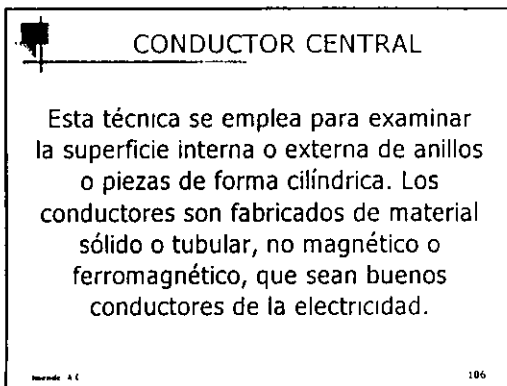 CONDUCTOR CENTRAL
Esta técnica se emplea para examinar
la superficie interna o externa de anillos
o piezas de forma cilíndrica. Los
conductores son fabricados de material
sólido o tubular, no magnético o
ferromagnético, que sean buenos
conductores de la electricidad.
A C
106